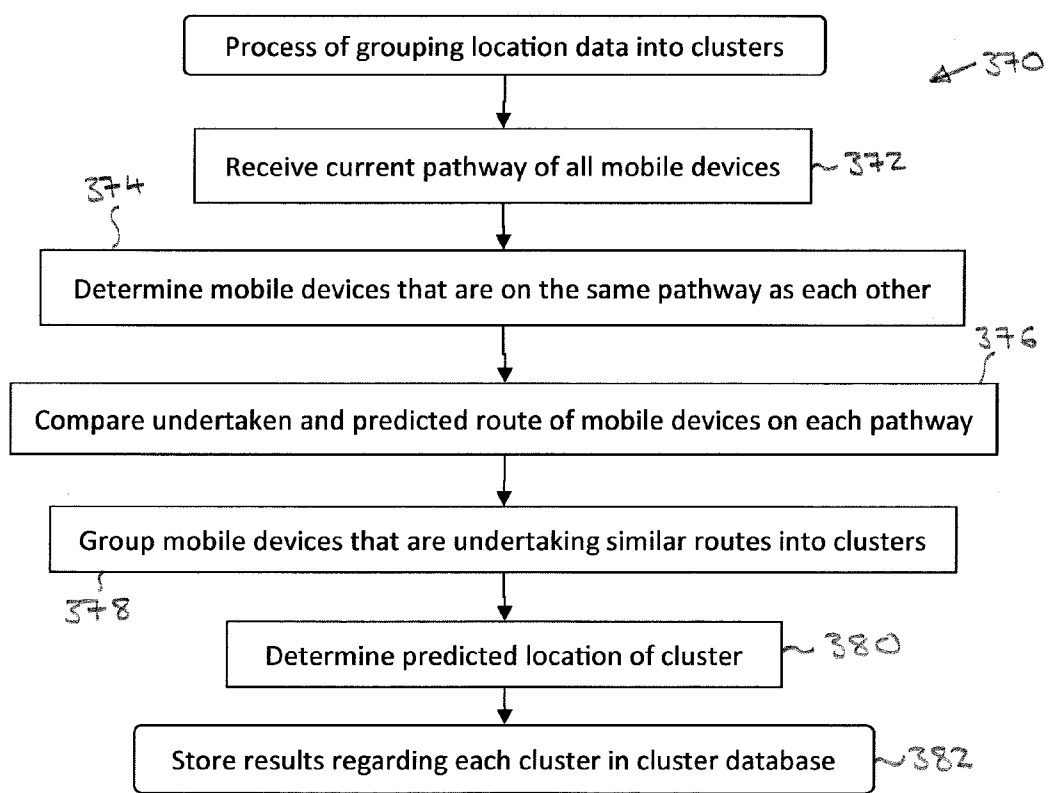 Process of grouping location data into clusters
370
Receive current pathway of all mobile devices
372
374
Determine mobile devices that are on the same pathway as each other
376
Compare undertaken and predicted route of mobile devices on each pathway
Group mobile devices that are undertaking similar routes into clusters
378
Determine predicted location of cluster
380
Store results regarding each cluster in cluster database
382